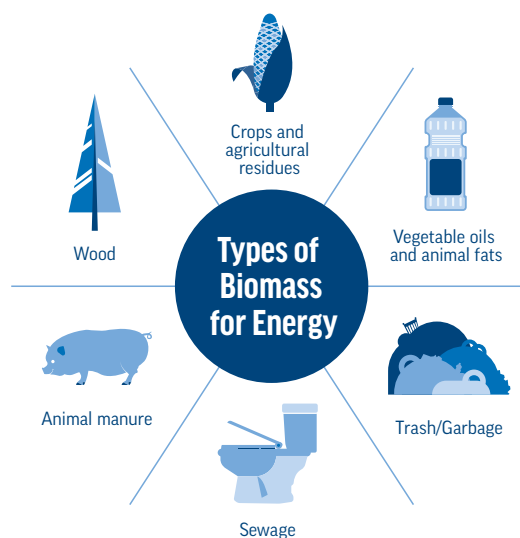 Crops and
agricultural
residues
Vegetable oils
and animal fats
Wood
Types of
Biomass
for Energy
Animal manure
Trash/Garbage
Sewage